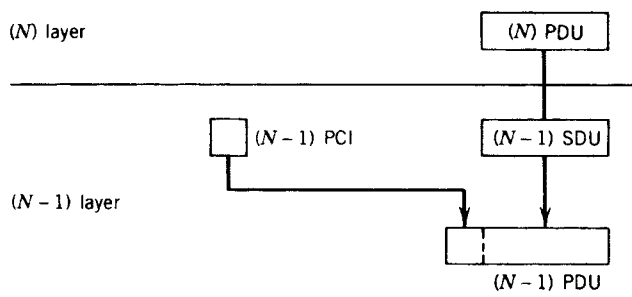 (N) layer
(N) PDU
(N − 1) PCI
(N − 1) SDU
(N − 1) layer
(N − 1) PDU